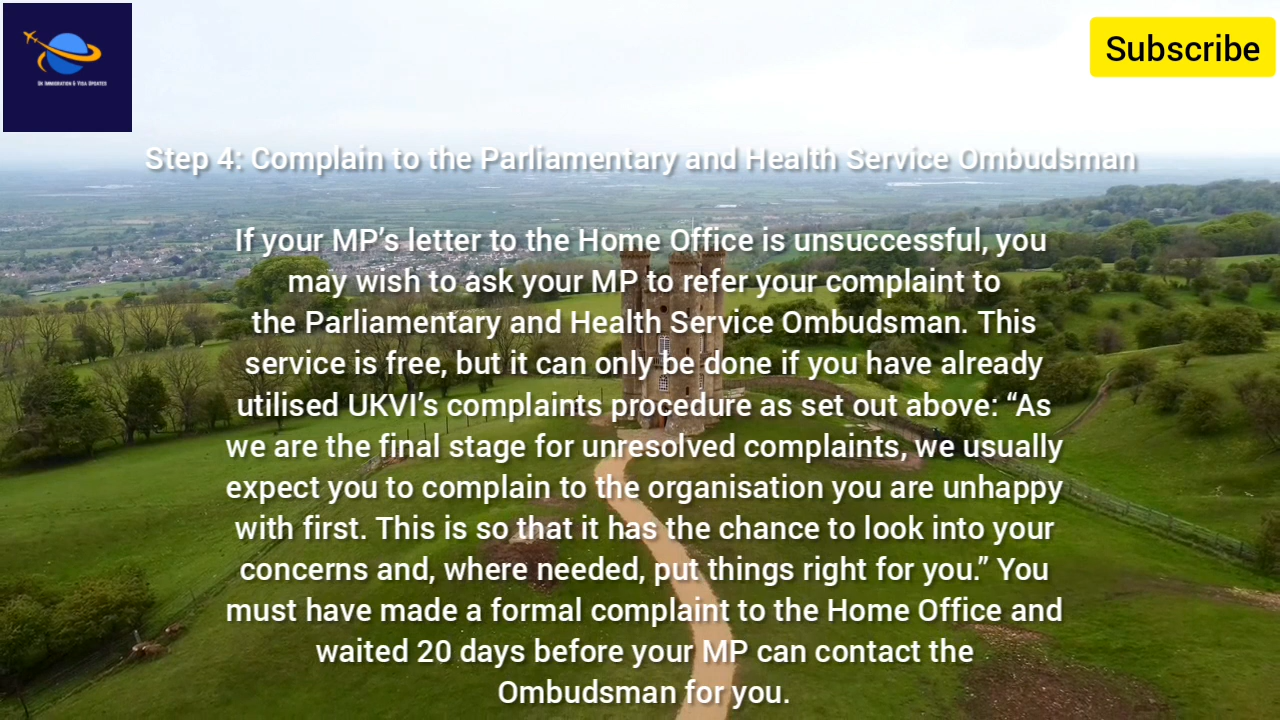 Subscribe
UK IMMIGRATION & VISA UPDATES
Step 4: Complain to the Parliamentary and Health Service Ombudsman
If your MP’s letter to the Home Office is unsuccessful, you
may wish to ask your MP to refer your complaint to
the Parliamentary and Health Service Ombudsman. This
service is free, but it can only be done if you have already
utilised UKVI’s complaints procedure as set out above: “As
we are the final stage for unresolved complaints, we usually
expect you to complain to the organisation you are unhappy
with first. This is so that it has the chance to look into your
concerns and, where needed, put things right for you.” You
must have made a formal complaint to the Home Office and
waited 20 days before your MP can contact the
Ombudsman for you.